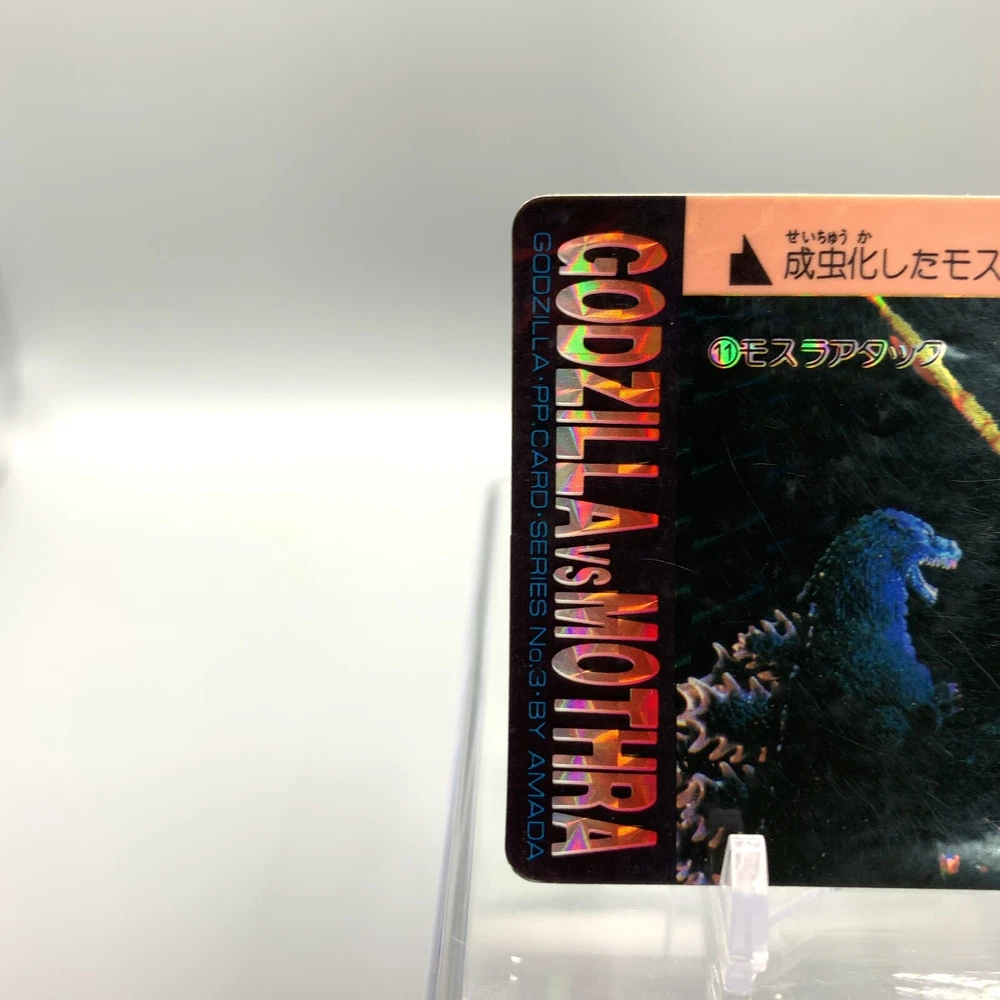 GODZILLA VS MOTHRA
GODZILLA・PP.CARD・SERIES No.3・BY AMADA
せいちゅう か
成虫化したモス
⑪モスラアタック